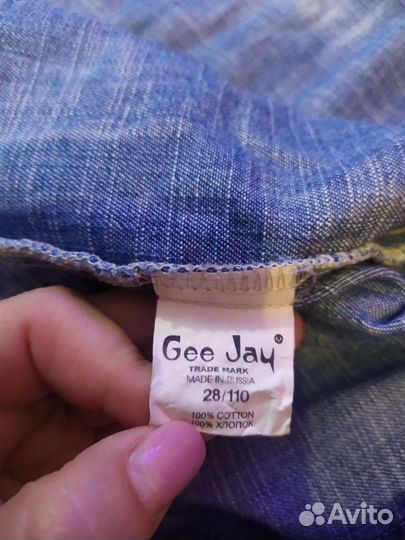 Gee Jay
TRADE MARK
MADE IN RUSSIA
28/110
100% COTTON
100% ХЛОПОК
Avito